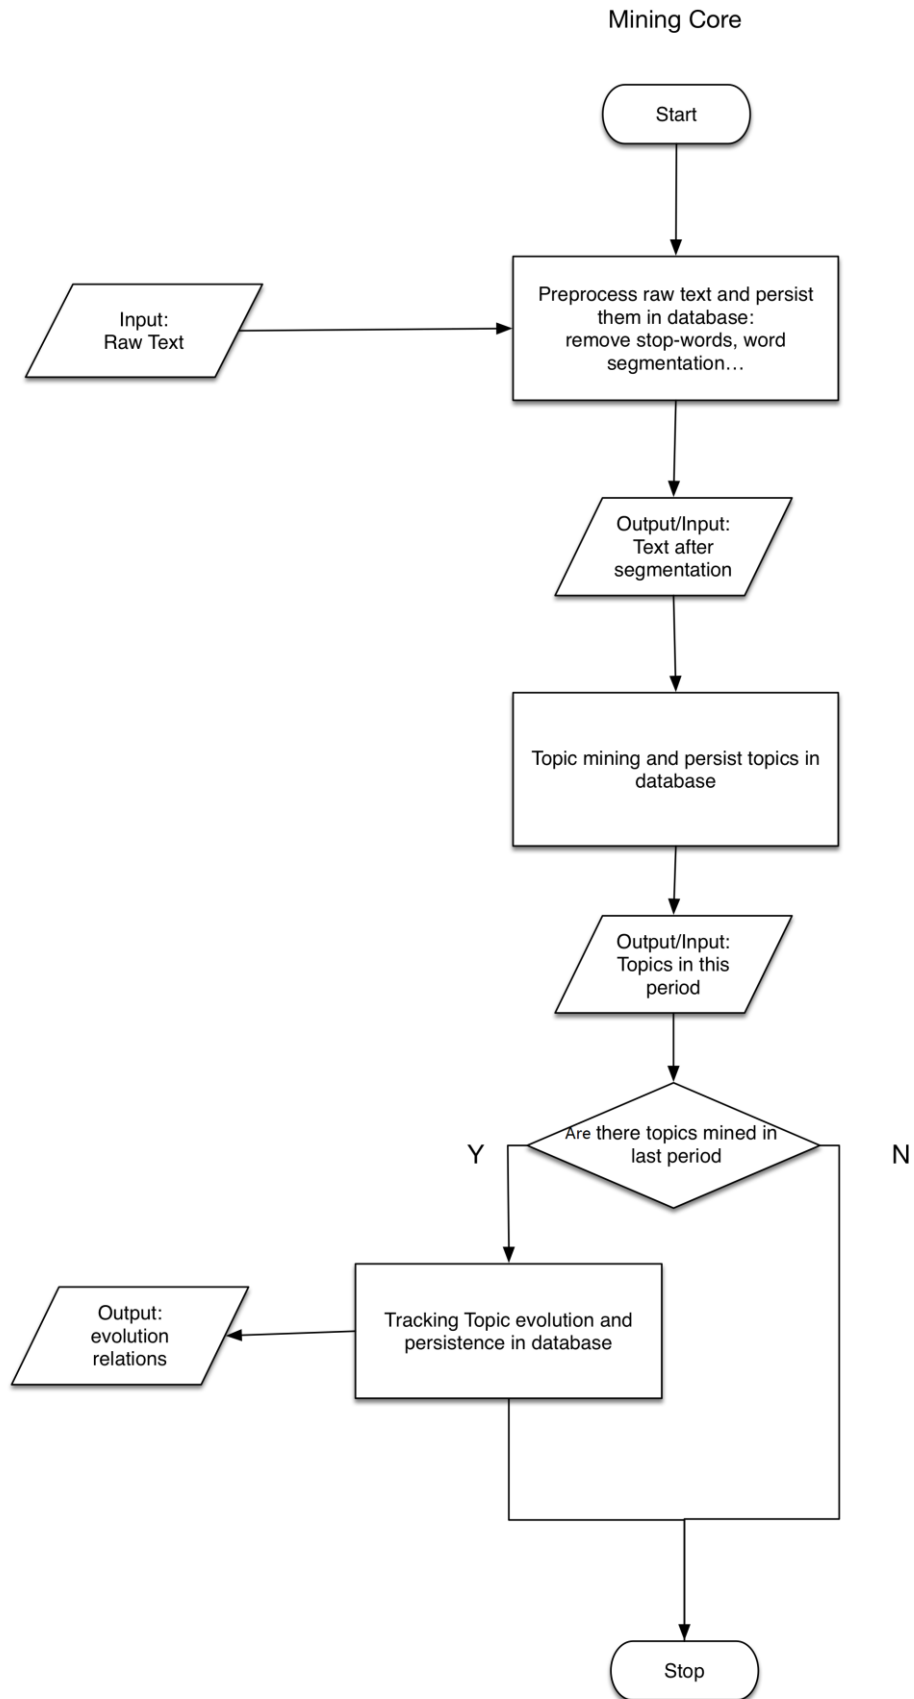 Mining Core
Start
Input:
Raw Text
Preprocess raw text and persist
them in database:
remove stop-words, word
segmentation…
Output/Input:
Text after
segmentation
Topic mining and persist topics in
database
Output/Input:
Topics in this
period
Are there topics mined in
last period
Y
N
Tracking Topic evolution and
persistence in database
Output:
evolution
relations
Stop